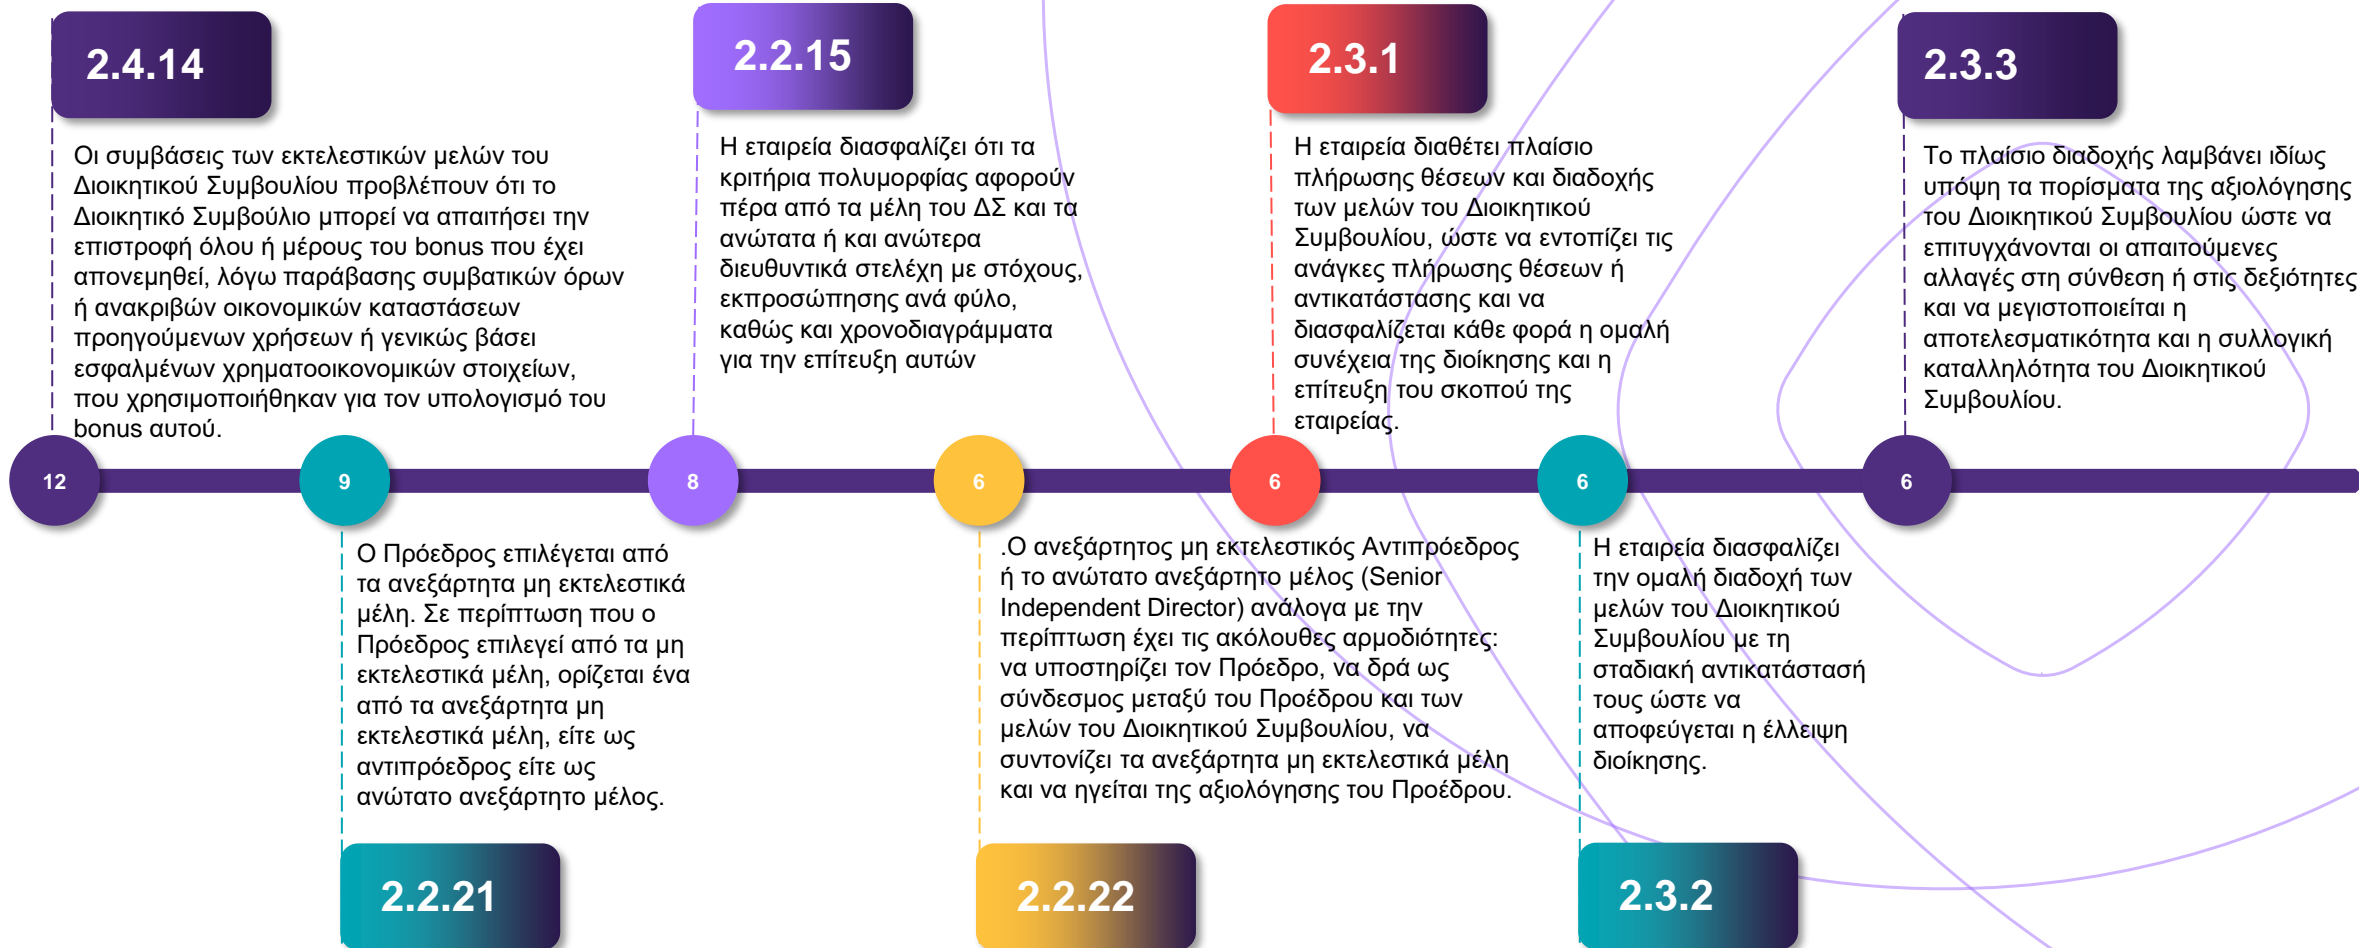 2.4.14
Οι συμβάσεις των εκτελεστικών μελών του
Διοικητικού Συμβουλίου προβλέπουν ότι το
Διοικητικό Συμβούλιο μπορεί να απαιτήσει την
επιστροφή όλου ή μέρους του bonus που έχει
απονεμηθεί, λόγω παράβασης συμβατικών όρων
ή ανακριβών οικονομικών καταστάσεων
προηγούμενων χρήσεων ή γενικώς βάσει
εσφαλμένων χρηματοοικονομικών στοιχείων,
που χρησιμοποιήθηκαν για τον υπολογισμό του
bonus αυτού.
2.2.15
Η εταιρεία διασφαλίζει ότι τα
κριτήρια πολυμορφίας αφορούν
πέρα από τα μέλη του ΔΣ και τα
ανώτατα ή και ανώτερα
διευθυντικά στελέχη με στόχους,
εκπροσώπησης ανά φύλο,
καθώς και χρονοδιαγράμματα
για την επίτευξη αυτών
2.3.1
Η εταιρεία διαθέτει πλαίσιο
πλήρωσης θέσεων και διαδοχής
των μελών του Διοικητικού
Συμβουλίου, ώστε να εντοπίζει τις
ανάγκες πλήρωσης θέσεων ή
αντικατάστασης και να
διασφαλίζεται κάθε φορά η ομαλή
συνέχεια της διοίκησης και η
επίτευξη του σκοπού της
εταιρείας.
2.3.3
Το πλαίσιο διαδοχής λαμβάνει ιδίως
υπόψη τα πορίσματα της αξιολόγησης
του Διοικητικού Συμβουλίου ώστε να
επιτυγχάνονται οι απαιτούμενες
αλλαγές στη σύνθεση ή στις δεξιότητες
και να μεγιστοποιείται η
αποτελεσματικότητα και η συλλογική
καταλληλότητα του Διοικητικού
Συμβουλίου.
12
9
8
6
6
6
6
Ο Πρόεδρος επιλέγεται από
τα ανεξάρτητα μη εκτελεστικά
μέλη. Σε περίπτωση που ο
Πρόεδρος επιλεγεί από τα μη
εκτελεστικά μέλη, ορίζεται ένα
από τα ανεξάρτητα μη
εκτελεστικά μέλη, είτε ως
αντιπρόεδρος είτε ως
ανώτατο ανεξάρτητο μέλος.
2.2.21
.Ο ανεξάρτητος μη εκτελεστικός Αντιπρόεδρος
ή το ανώτατο ανεξάρτητο μέλος (Senior
Independent Director) ανάλογα με την
περίπτωση έχει τις ακόλουθες αρμοδιότητες:
να υποστηρίζει τον Πρόεδρο, να δρά ως
σύνδεσμος μεταξύ του Προέδρου και των
μελών του Διοικητικού Συμβουλίου, να
συντονίζει τα ανεξάρτητα μη εκτελεστικά μέλη
και να ηγείται της αξιολόγησης του Προέδρου.
2.2.22
Η εταιρεία διασφαλίζει
την ομαλή διαδοχή των
μελών του Διοικητικού
Συμβουλίου με τη
σταδιακή αντικατάστασή
τους ώστε να
αποφεύγεται η έλλειψη
διοίκησης.
2.3.2